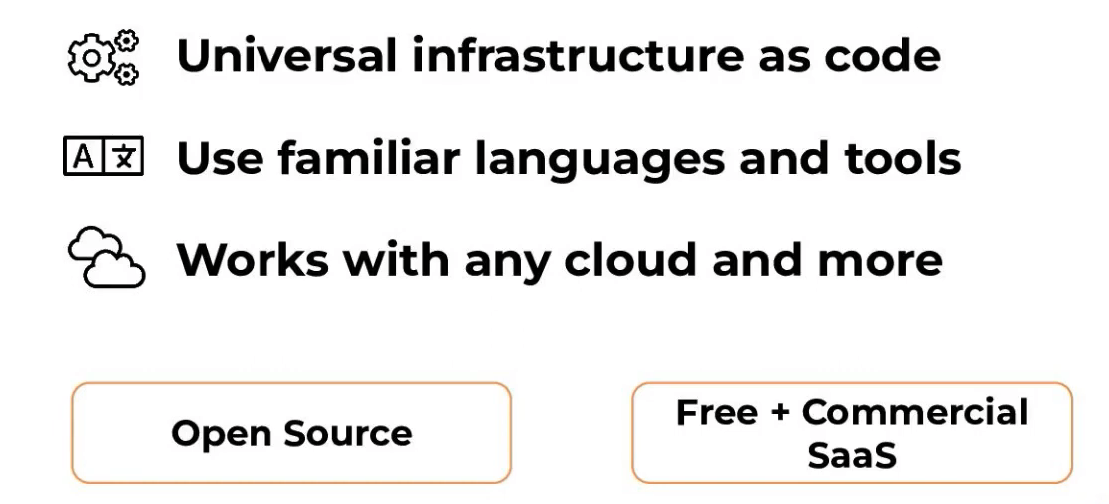 Universal infrastructure as code
A文 Use familiar languages and tools
Works with any cloud and more
Open Source
Free + Commercial
SaaS